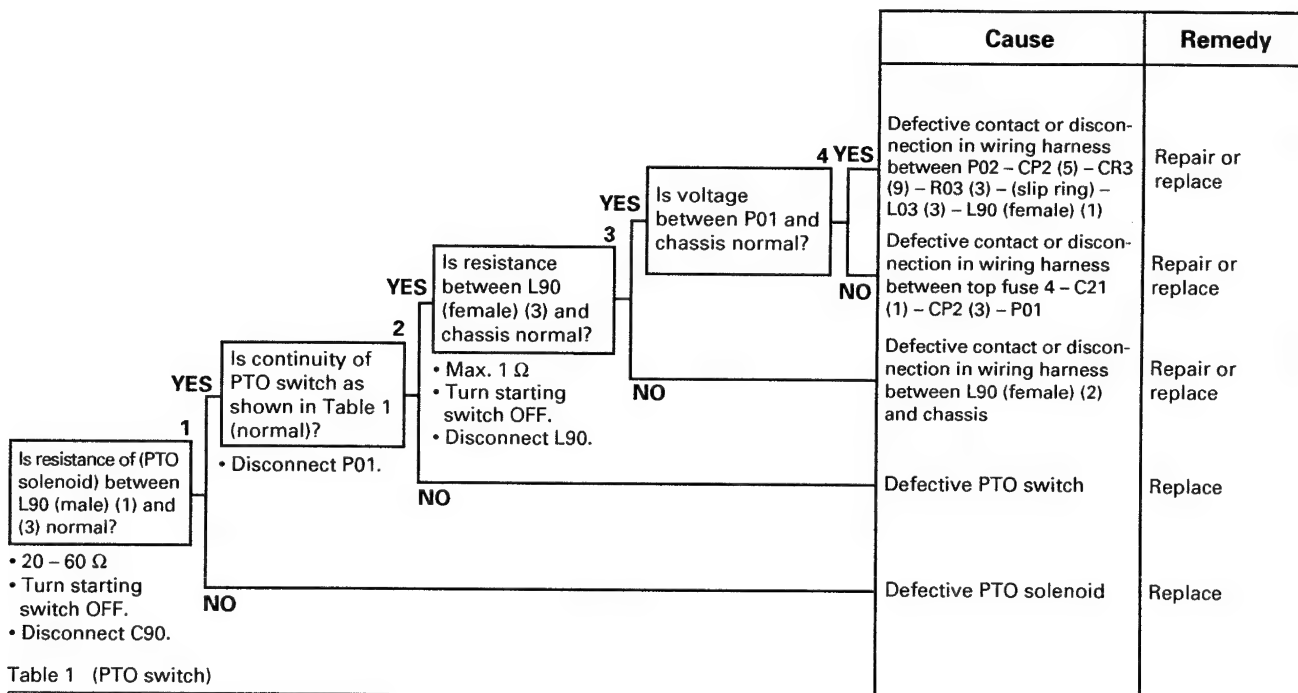 Cause
Remedy
Defective contact or discon-
nection in wiring harness
between P02 – CP2 (5) – CR3
(9) – R03 (3) – (slip ring) –
L03 (3) – L90 (female) (1)
Repair or
replace
4 YES
Is voltage
between P01 and
chassis normal?
YES
3
NO
Defective contact or discon-
nection in wiring harness
between top fuse 4 – C21
(1) – CP2 (3) – P01
Repair or
replace
Is resistance
between L90
(female) (3) and
chassis normal?
YES
2
• Max. 1 Ω
• Turn starting
switch OFF.
• Disconnect L90.
NO
Defective contact or discon-
nection in wiring harness
between L90 (female) (2)
and chassis
Repair or
replace
Is continuity of
PTO switch as
shown in Table 1
(normal)?
YES
1
• Disconnect P01.
NO
Defective PTO switch
Replace
Is resistance of (PTO
solenoid) between
L90 (male) (1) and
(3) normal?
• 20 – 60 Ω
• Turn starting
switch OFF.
• Disconnect C90.
NO
Defective PTO solenoid
Replace
Table 1 (PTO switch)